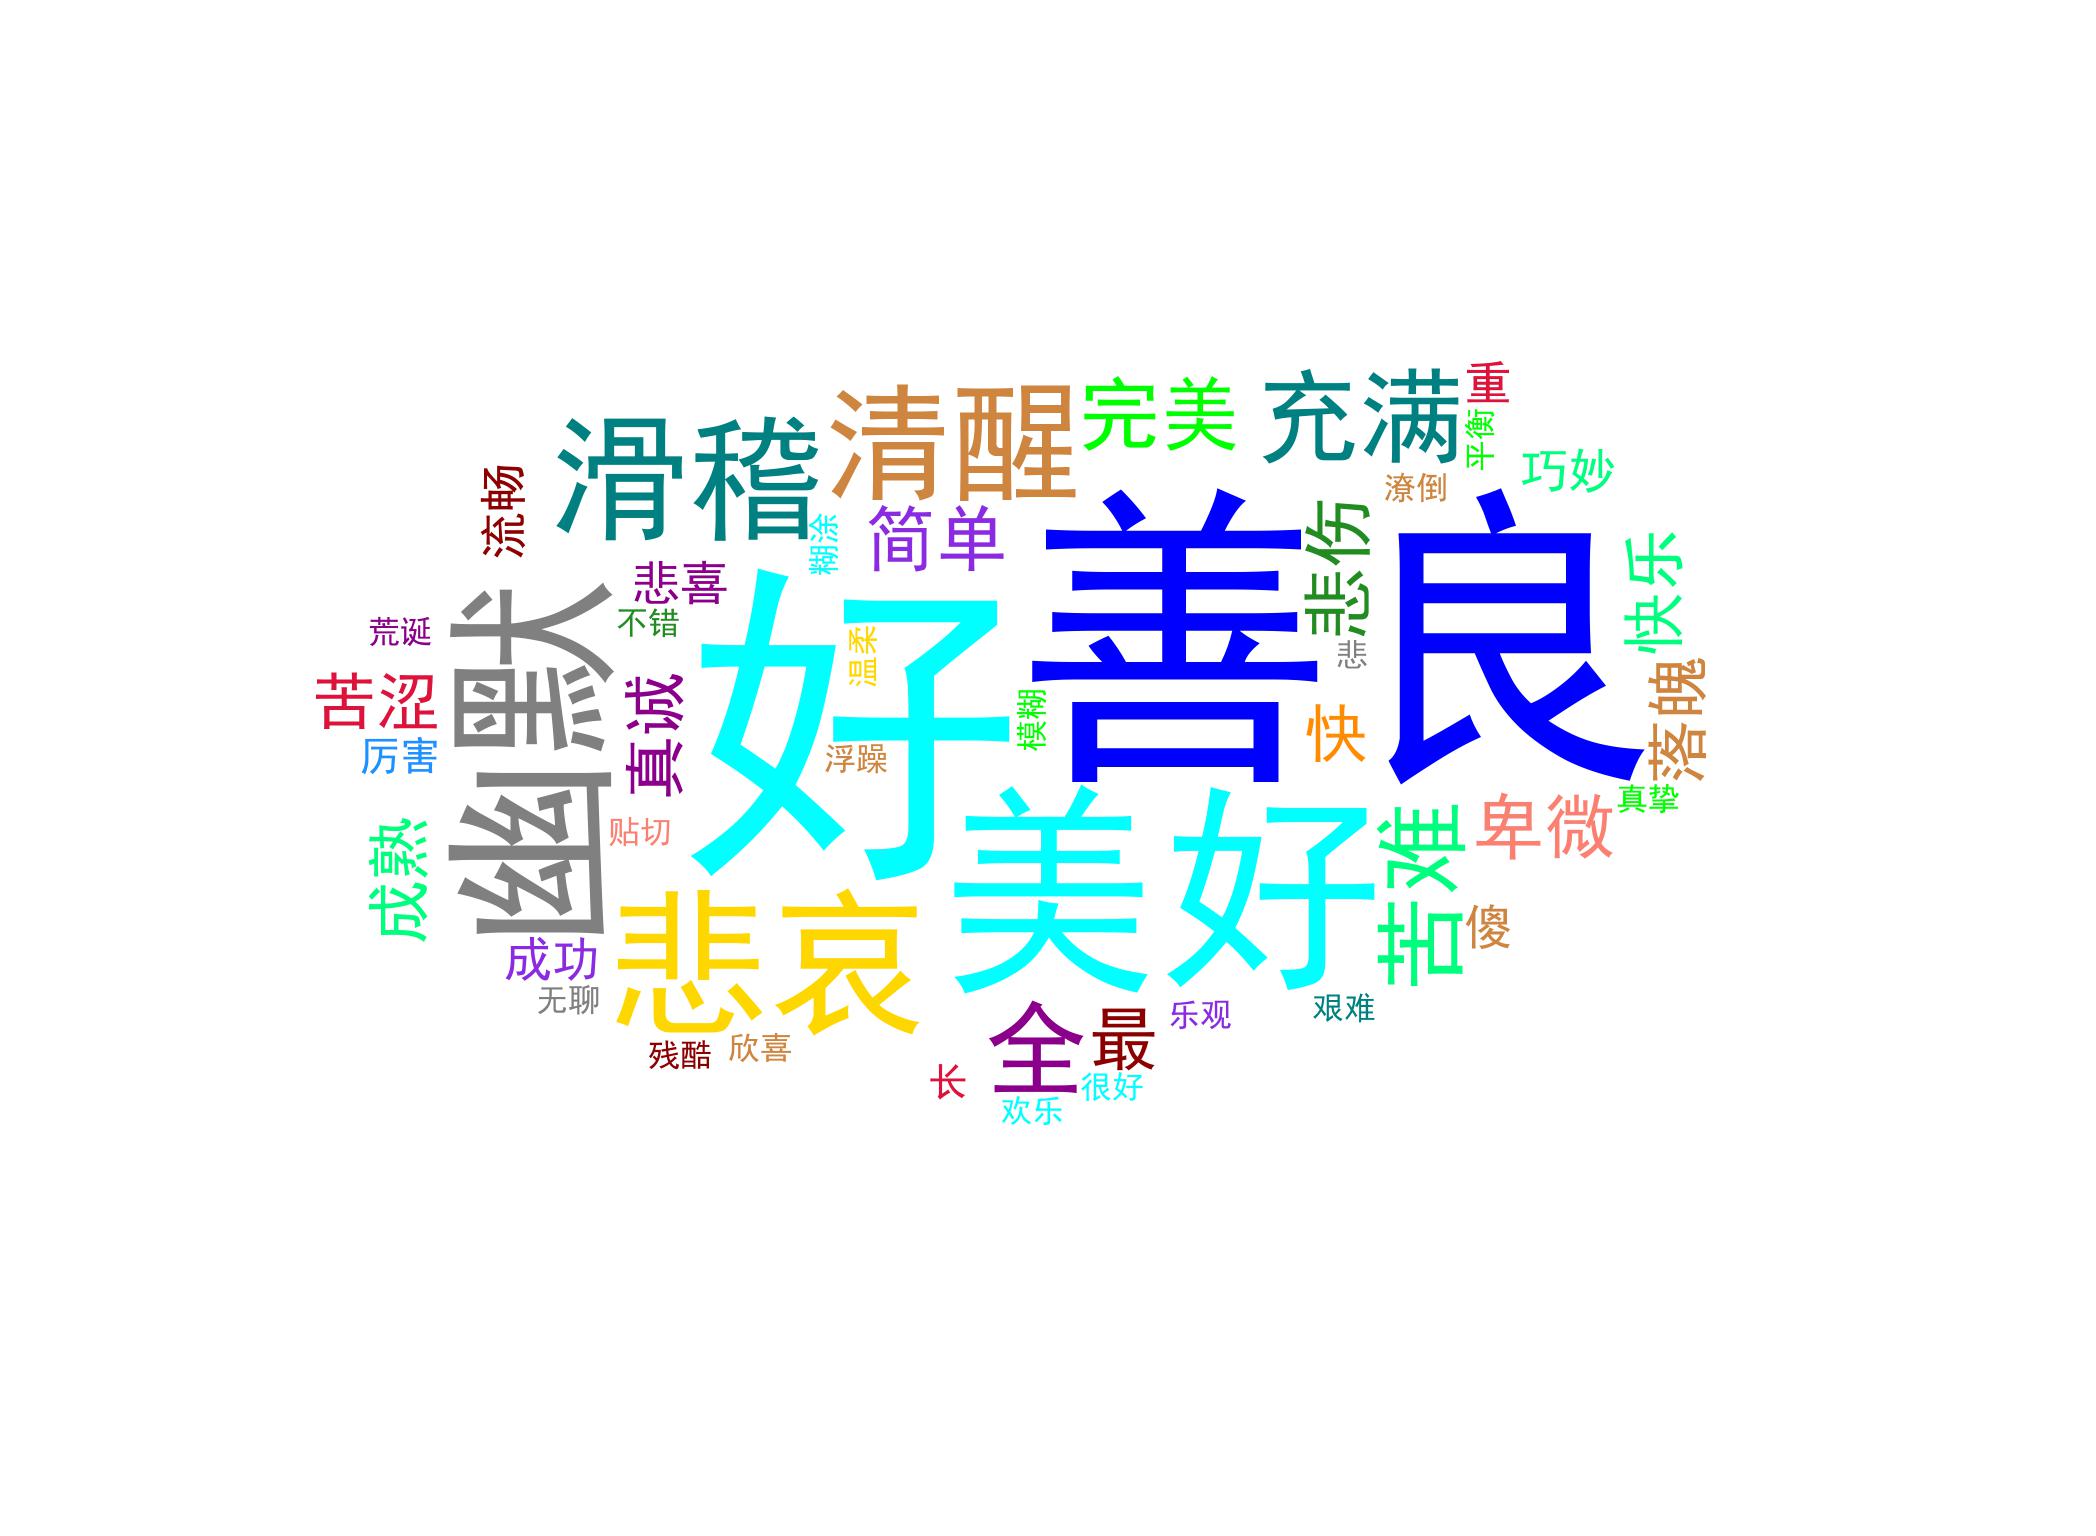 重
完美
充满
清醒
滑稽
平衡
巧妙
潦倒
流畅
简单
糊涂
善良
悲伤
快乐
悲喜
不错
好
幽默
荒诞
温柔
悲
苦涩
真诚
模糊
快
落魄
厉害
浮躁
真挚
美好
卑微
贴切
苦难
成熟
悲哀
傻
成功
无聊
全
最
乐观
艰难
残酷
欣喜
长
很好
欢乐